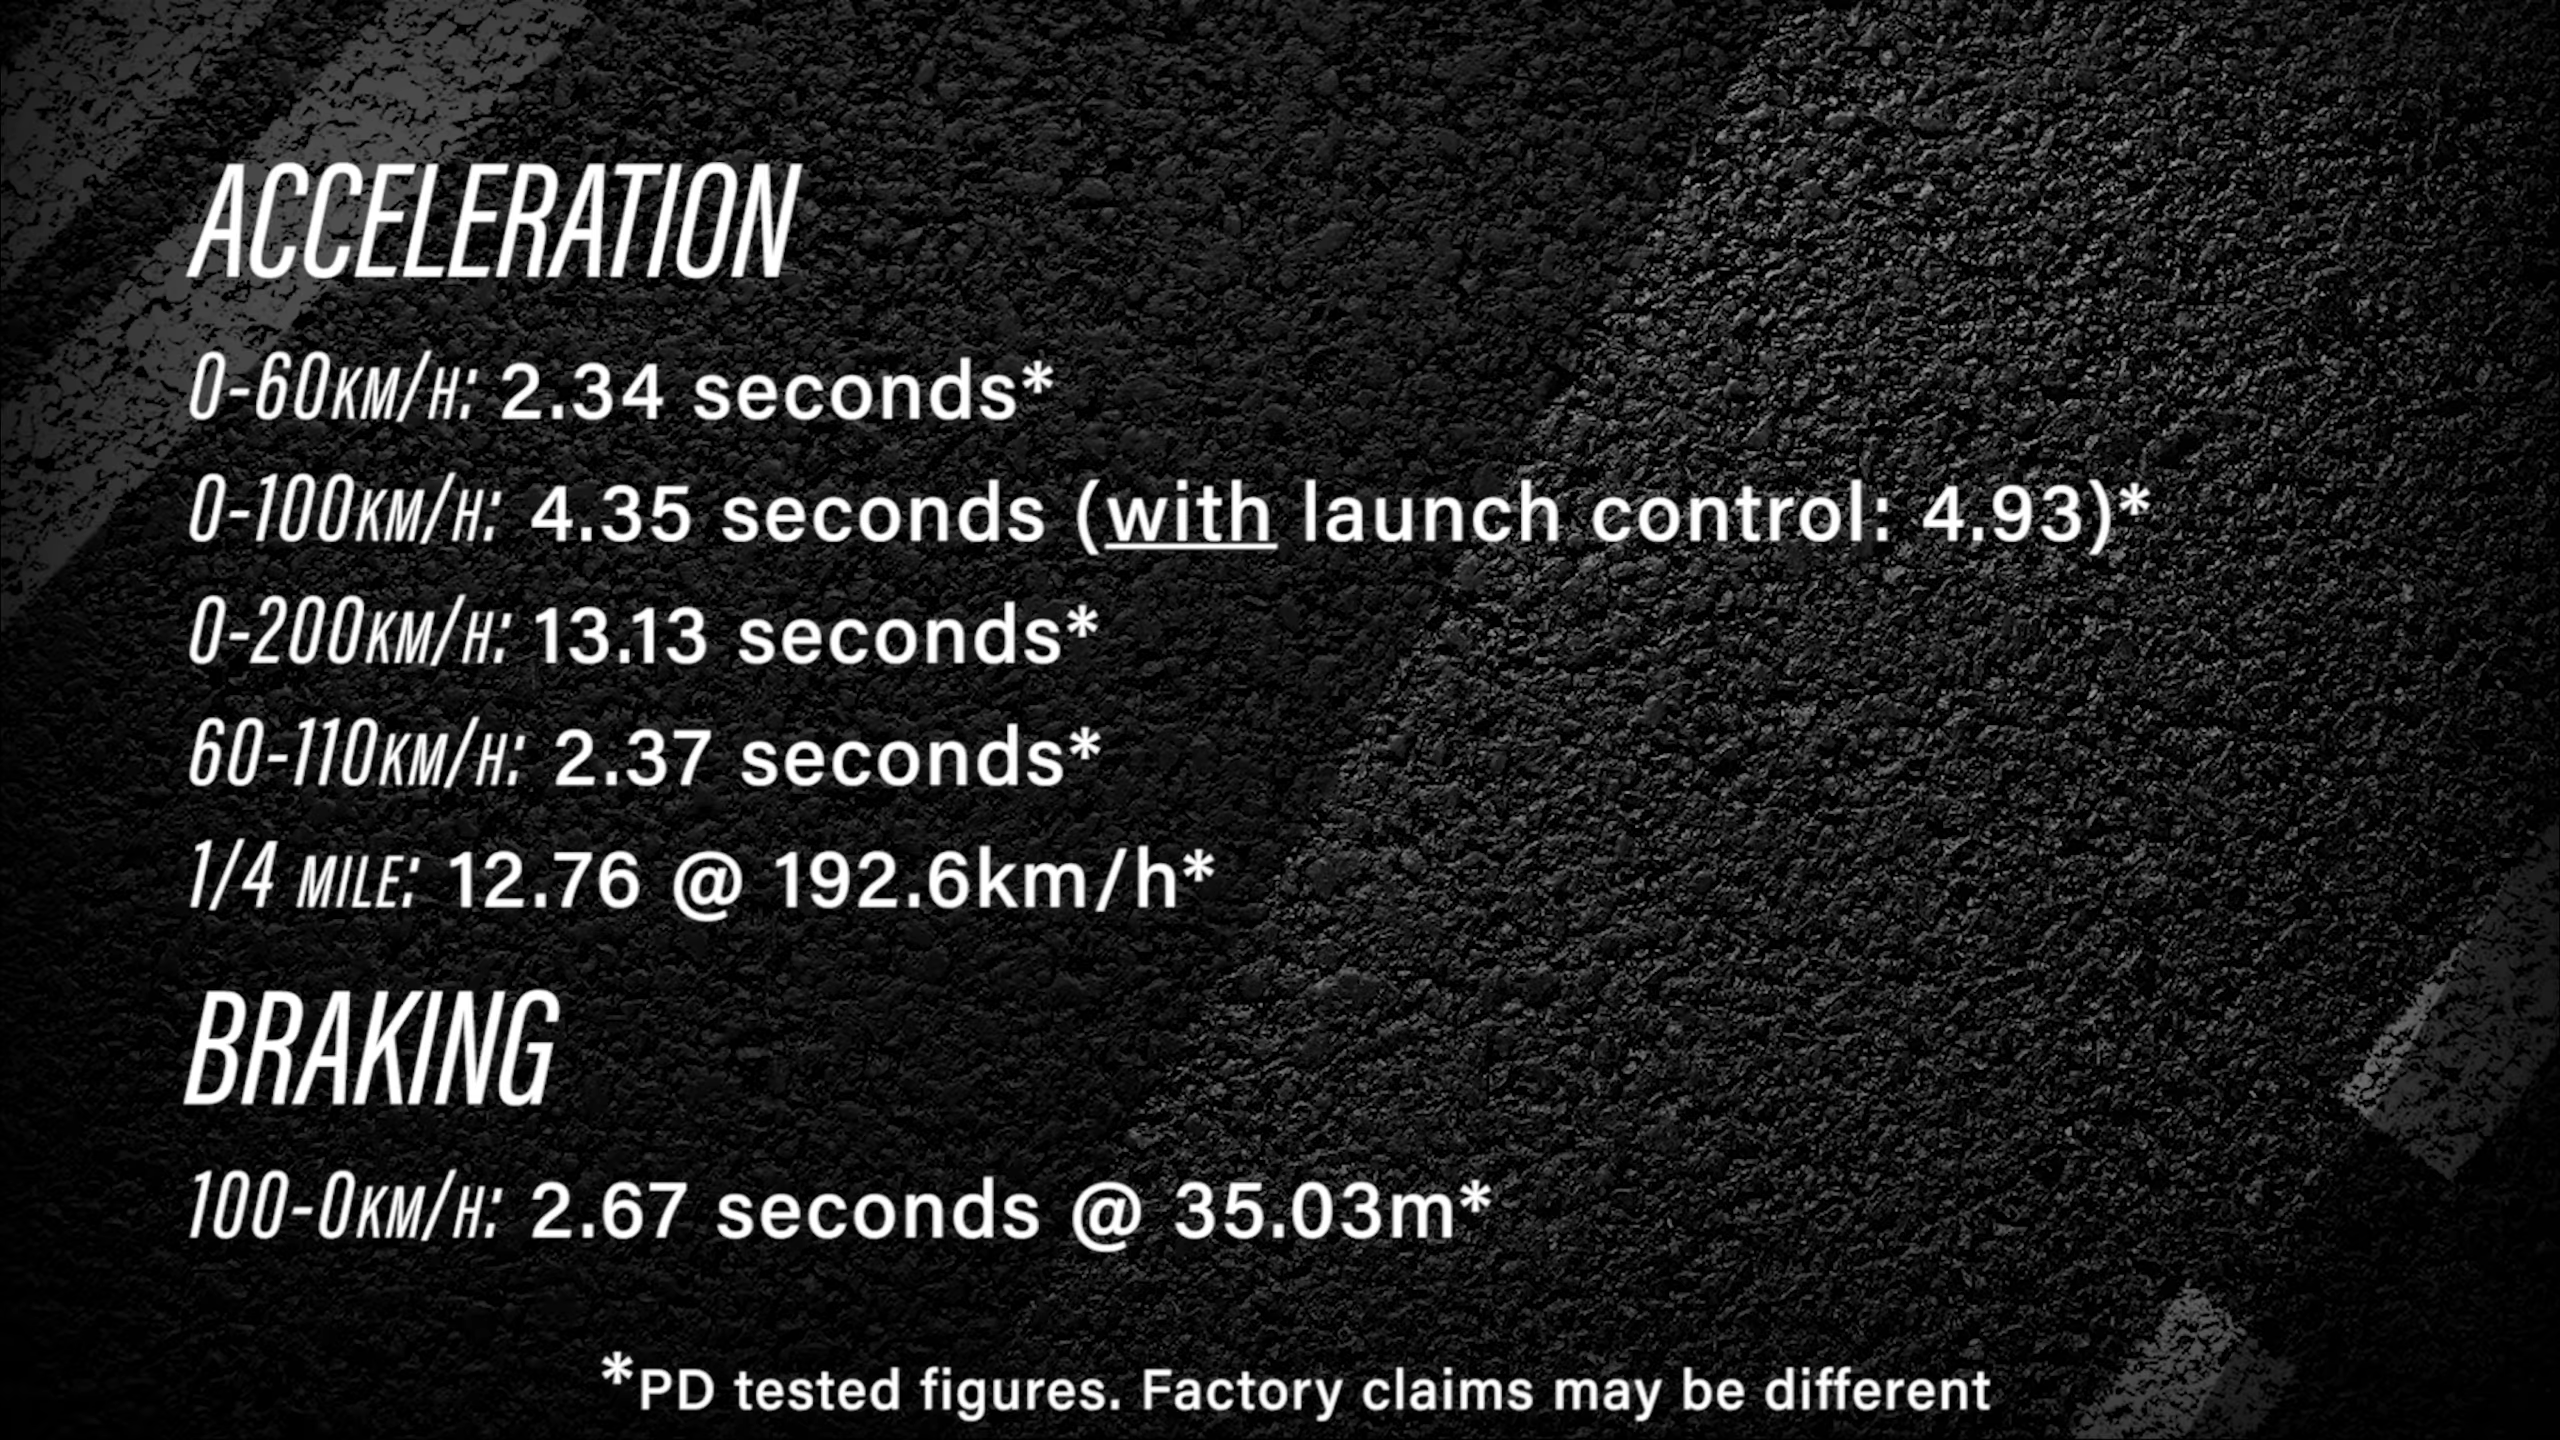 ACCELERATION
0-60KM/H: 2.34 seconds*
0-100KM/H: 4.35 seconds (with launch control: 4.93)*
0-200KM/H: 13.13 seconds*
60-110KM/H: 2.37 seconds*
1/4 MILE: 12.76 @ 192.6km/h*
BRAKING
100-0KM/H: 2.67 seconds @ 35.03m*
*PD tested figures. Factory claims may be different